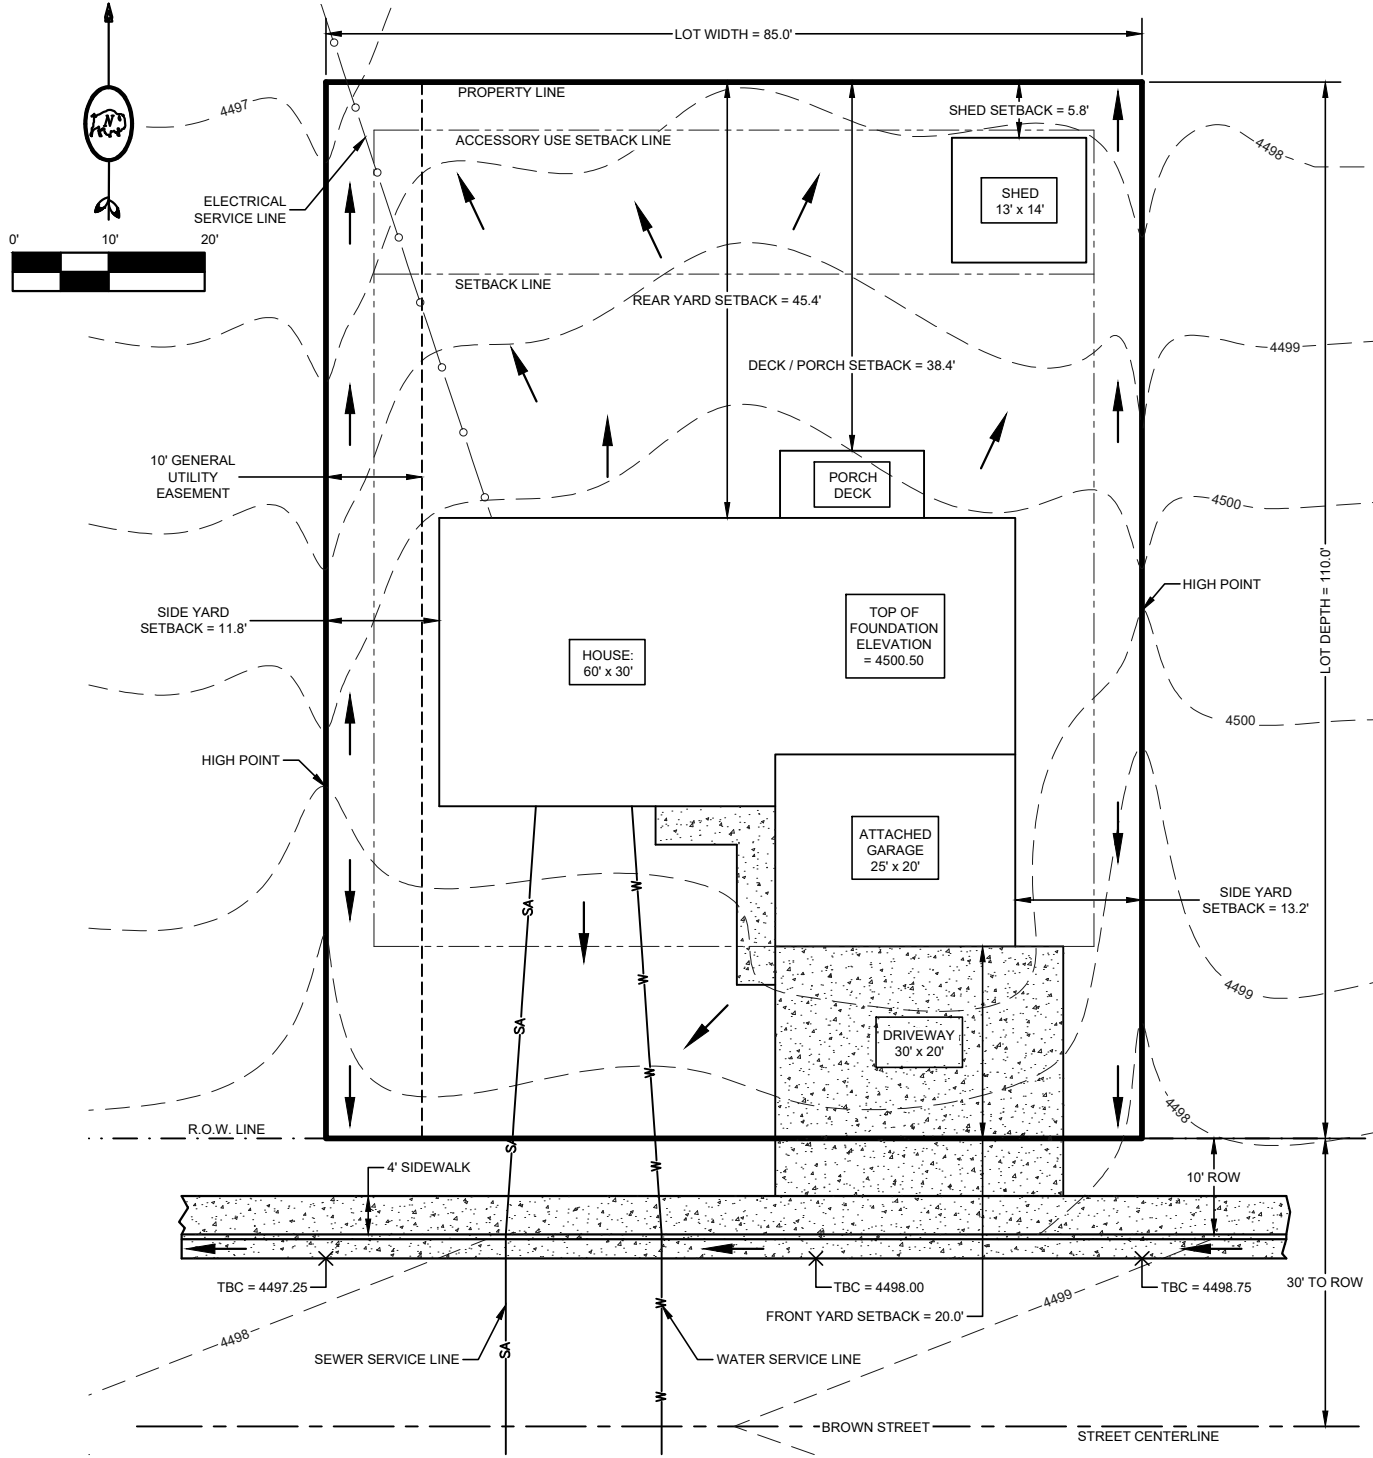 LOT WIDTH = 85.0'
PROPERTY LINE
4497
N
SHED SETBACK = 5.8'
ACCESSORY USE SETBACK LINE
4498
ELECTRICAL
SERVICE LINE
SHED
13' x 14'
0' 10' 20'
SETBACK LINE
REAR YARD SETBACK = 45.4'
4499
DECK / PORCH SETBACK = 38.4'
10' GENERAL
UTILITY
EASEMENT
PORCH
DECK
4500
HIGH POINT
LOT DEPTH = 110.0'
SIDE YARD
SETBACK = 11.8'
TOP OF
FOUNDATION
ELEVATION
= 4500.50
HOUSE:
60' x 30'
4500
HIGH POINT
ATTACHED
GARAGE
25' x 20'
W
SIDE YARD
SETBACK = 13.2'
SA
W
4499
SA
DRIVEWAY
30' x 20'
W
4498
R.O.W. LINE
SA
W
4' SIDEWALK
10' ROW
TBC = 4497.25
TBC = 4498.00
TBC = 4498.75
30' TO ROW
4499
W
FRONT YARD SETBACK = 20.0'
4498
SA
SEWER SERVICE LINE
WATER SERVICE LINE
W
BROWN STREET
STREET CENTERLINE